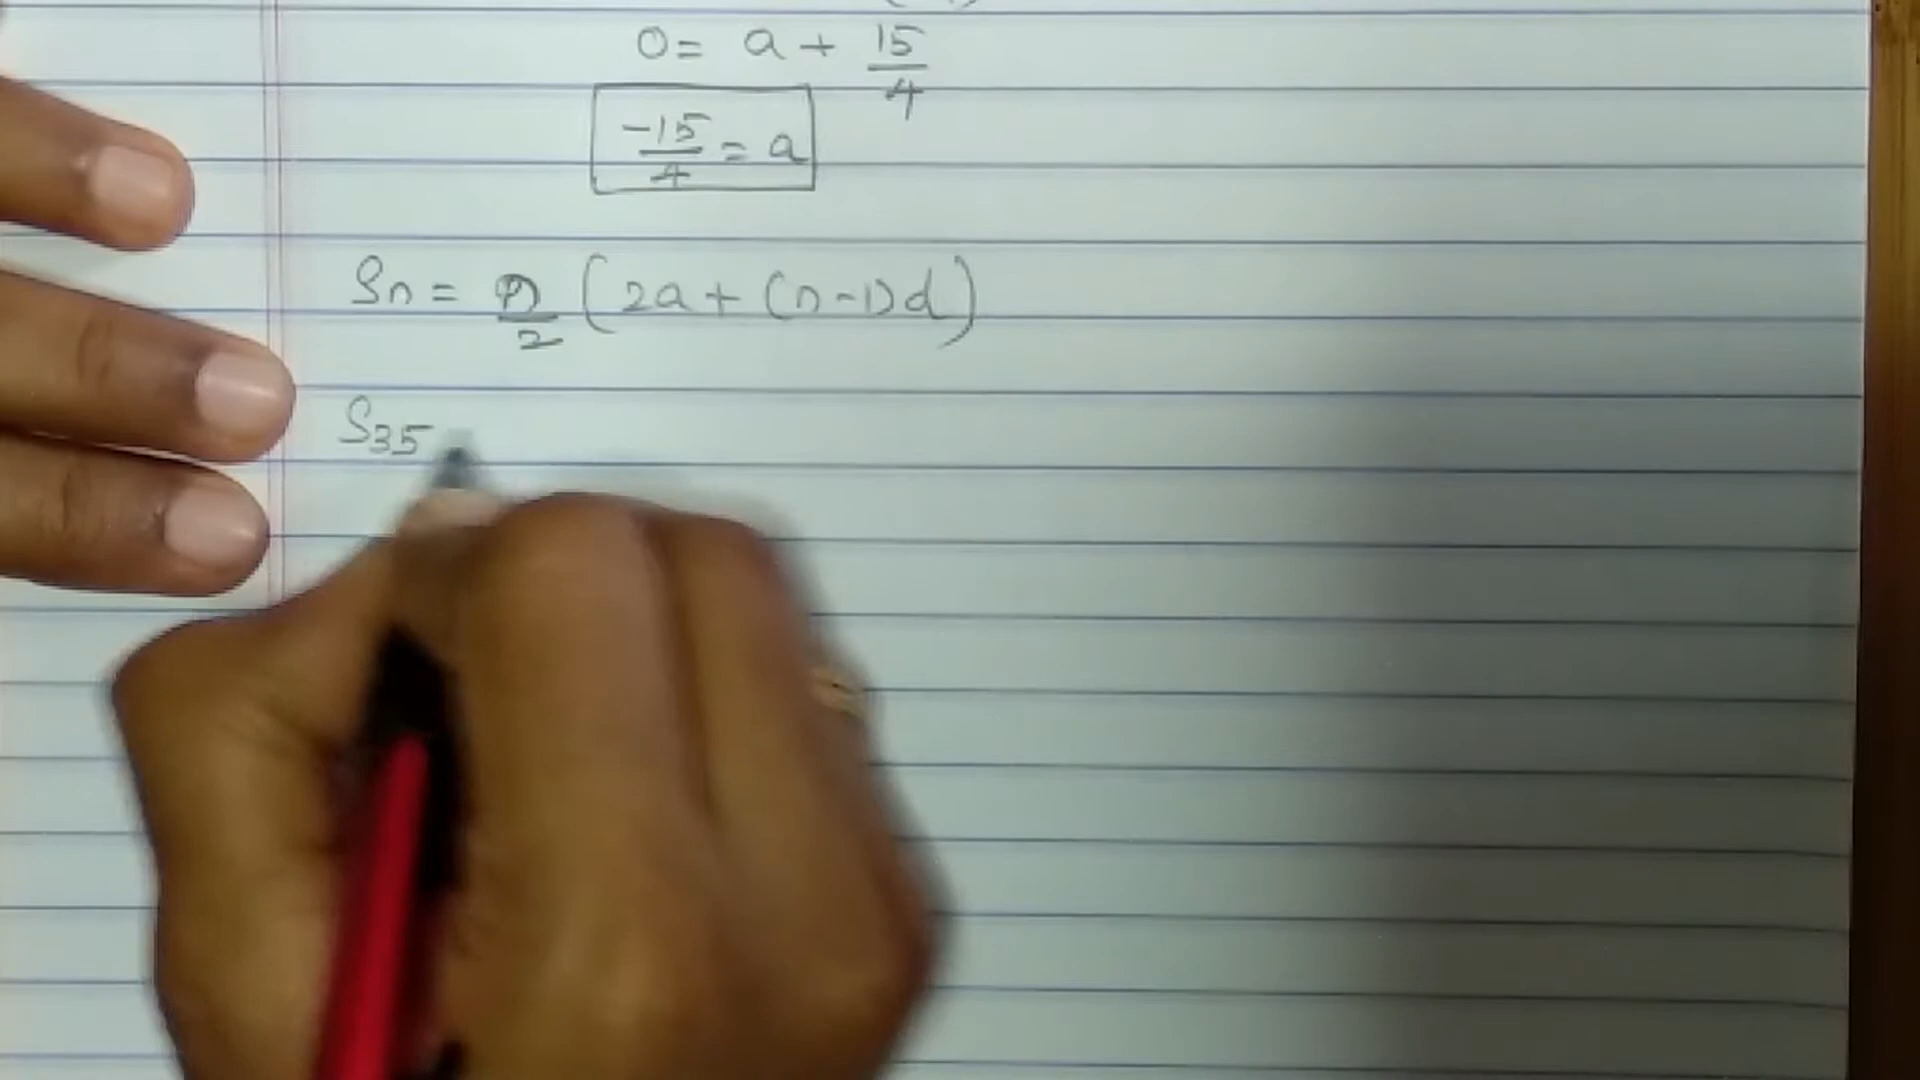 0 = a + 15/4
-15/4 = a
Sn = n/2 (2a + (n-1)d)
S35